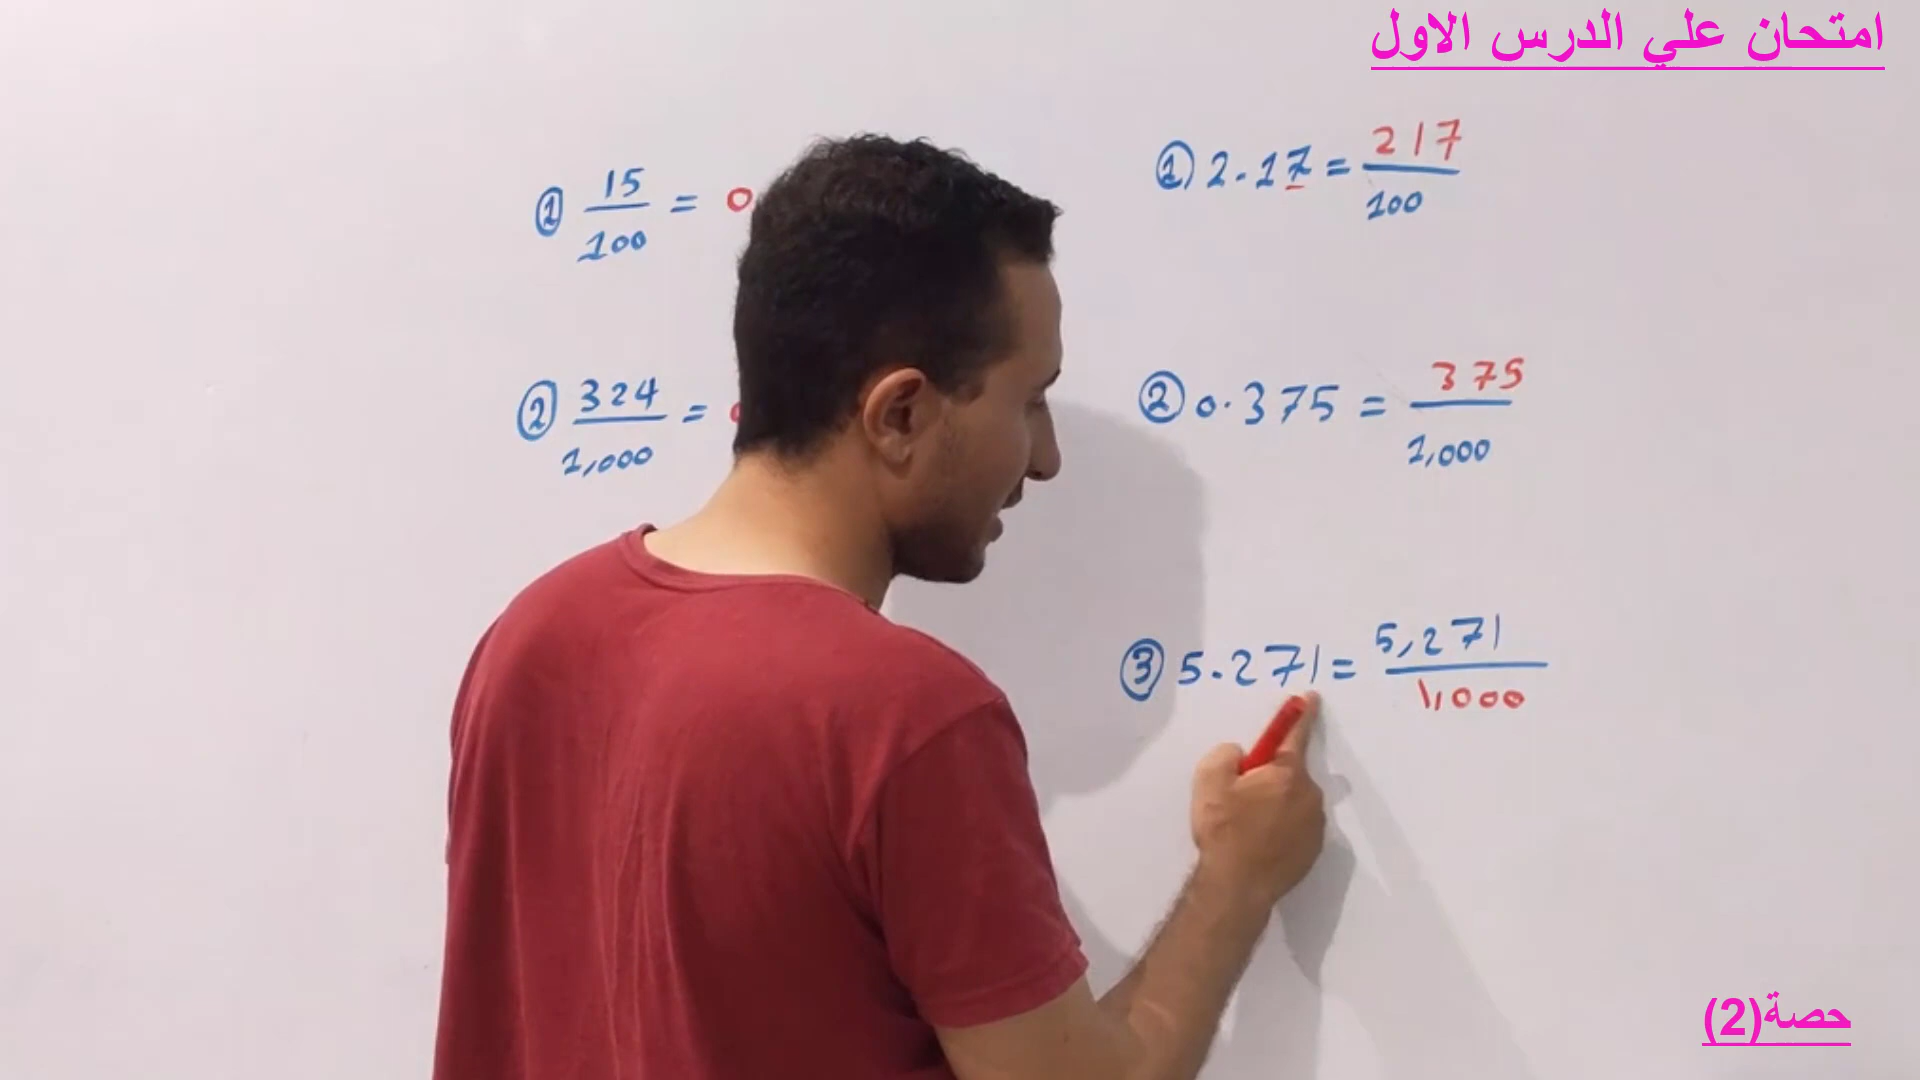 امتحان علي الدرس الاول
① 15/100 = 0
② 324/1,000 =
① 2.17 = 217/100
② 0.375 = 375/1,000
③ 5.271 = 5,271/1,000
حصة(2)